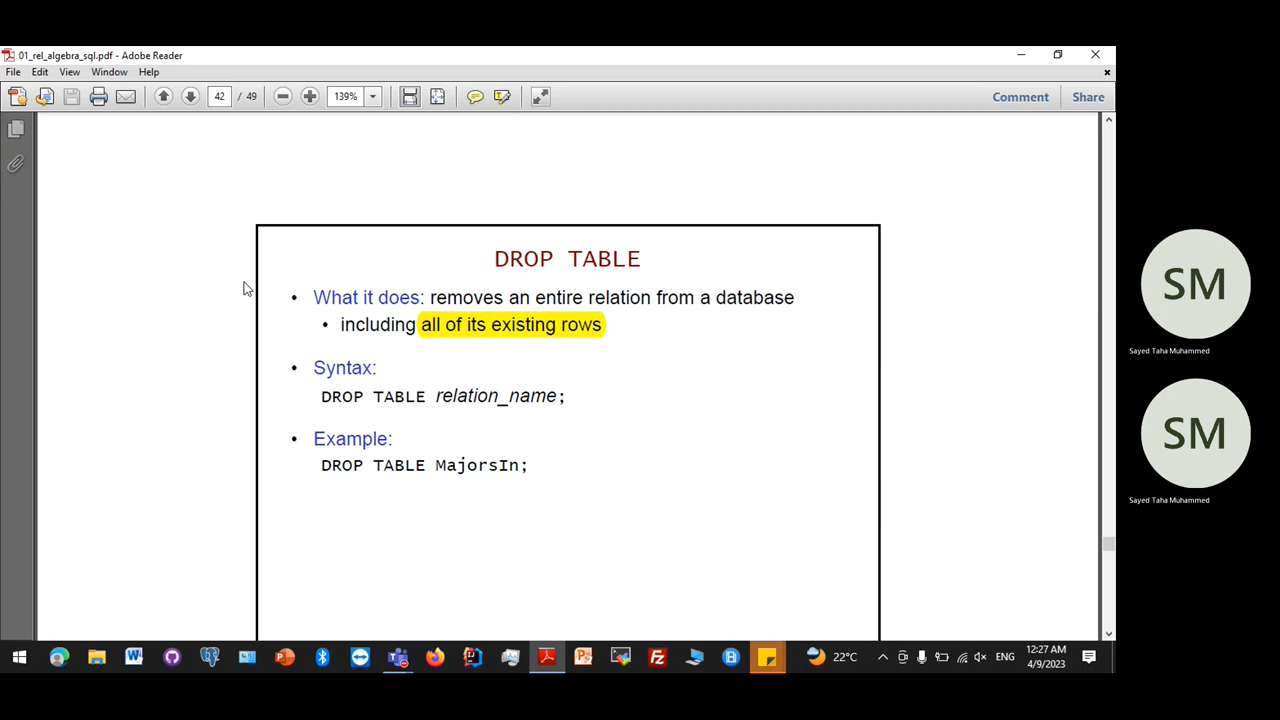 01_rel_algebra_sql.pdf - Adobe Reader
File Edit View Window Help
42 / 49 139% Comment Share
DROP TABLE
• What it does: removes an entire relation from a database
• including all of its existing rows
• Syntax:
DROP TABLE relation_name;
• Example:
DROP TABLE MajorsIn;
SM
Sayed Taha Muhammed
SM
Sayed Taha Muhammed
22°C ENG 12:27 AM
4/9/2023